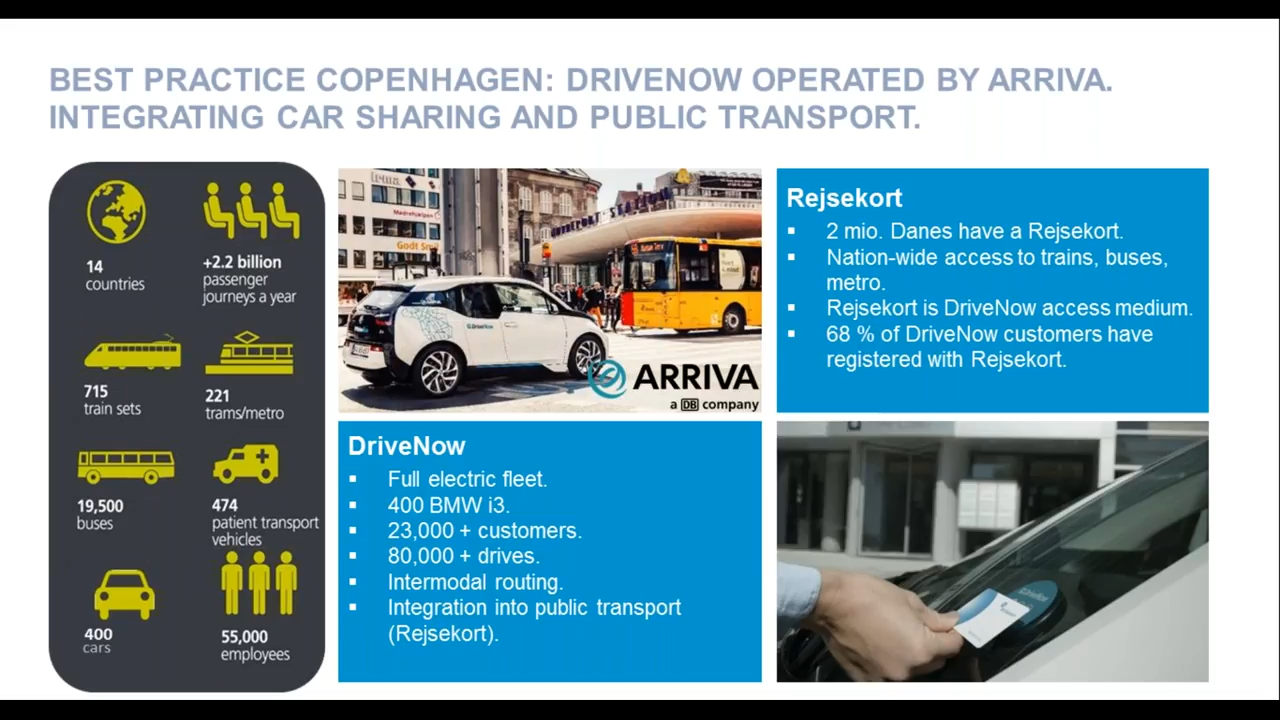 BEST PRACTICE COPENHAGEN: DRIVENOW OPERATED BY ARRIVA.
INTEGRATING CAR SHARING AND PUBLIC TRANSPORT.
14
countries
+2.2 billion
passenger
journeys a year
715
train sets
221
trams/metro
19,500
buses
474
patient transport
vehicles
400
cars
55,000
employees
DriveNow
ARRIVA
a DB company
DriveNow
▪ Full electric fleet.
▪ 400 BMW i3.
▪ 23,000 + customers.
▪ 80,000 + drives.
▪ Intermodal routing.
▪ Integration into public transport
(Rejsekort).
Rejsekort
▪ 2 mio. Danes have a Rejsekort.
▪ Nation-wide access to trains, buses,
metro.
▪ Rejsekort is DriveNow access medium.
▪ 68 % of DriveNow customers have
registered with Rejsekort.